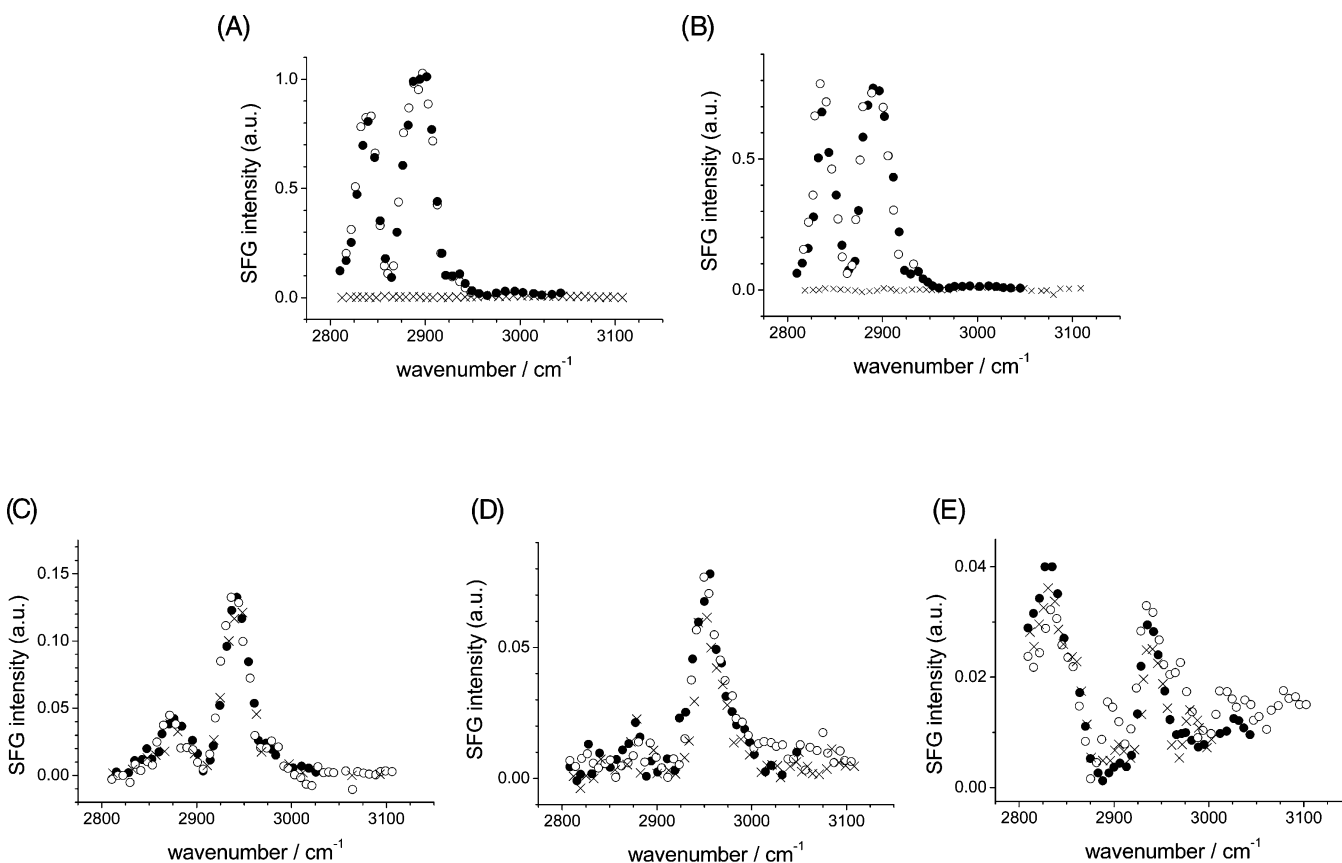 (A)
SFG intensity (a.u.)
1.0
0.5
0.0
2800 2900 3000 3100
wavenumber / cm⁻¹
(B)
SFG intensity (a.u.)
0.5
0.0
2800 2900 3000 3100
wavenumber / cm⁻¹
(C)
SFG intensity (a.u.)
0.15
0.10
0.05
0.00
2800 2900 3000 3100
wavenumber / cm⁻¹
(D)
SFG intensity (a.u.)
0.05
0.00
2800 2900 3000 3100
wavenumber / cm⁻¹
(E)
SFG intensity (a.u.)
0.04
0.02
0.00
2800 2900 3000 3100
wavenumber / cm⁻¹